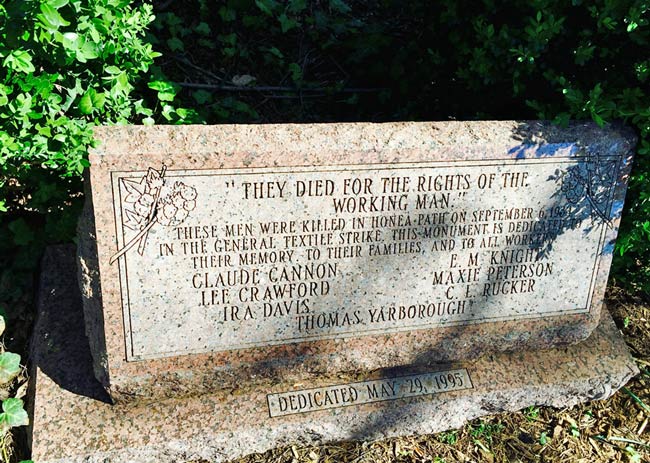 "THEY DIED FOR THE RIGHTS OF THE
WORKING MAN."
THESE MEN WERE KILLED IN HONEA-PATH ON SEPTEMBER 6, 1934
IN THE GENERAL TEXTILE STRIKE. THIS MONUMENT IS DEDICATED
THEIR MEMORY, TO THEIR FAMILIES, AND TO ALL
CLAUDE CANNON
LEE CRAWFORD
IRA DAVIS
E. M. KNIGHT
MAXIE PETERSON
C. L. RUCKER
THOMAS YARBOROUGH
DEDICATED MAY 29, 1995